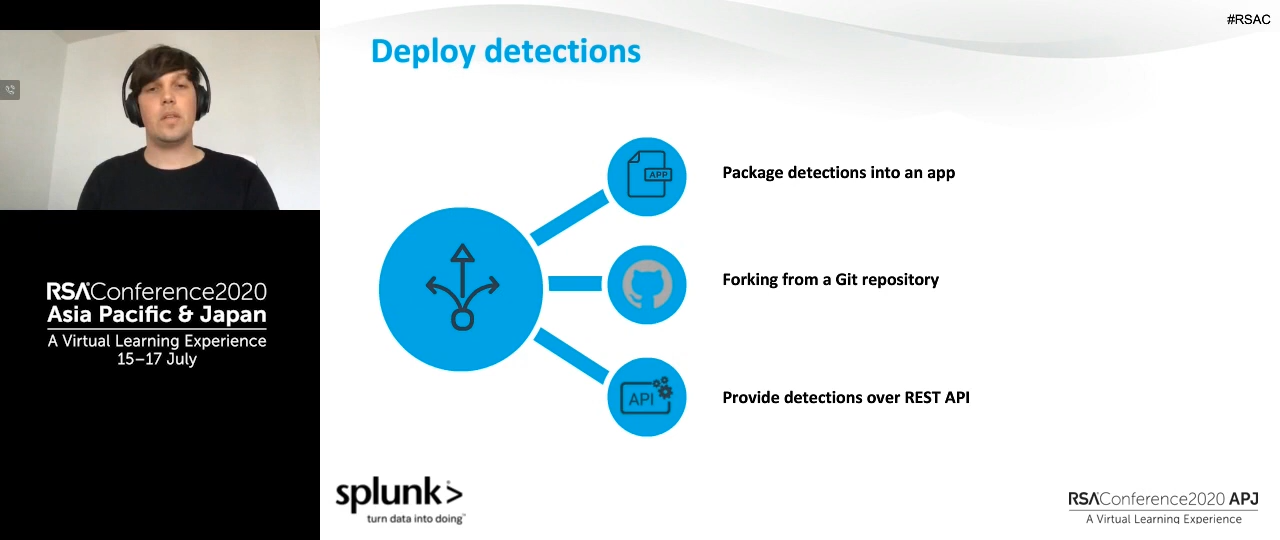 #RSAC
Deploy detections
APP
Package detections into an app
Forking from a Git repository
API
Provide detections over REST API
RSAConference2020
Asia Pacific & Japan
A Virtual Learning Experience
15–17 July
splunk>
turn data into doing™
RSAConference2020 APJ
A Virtual Learning Experience